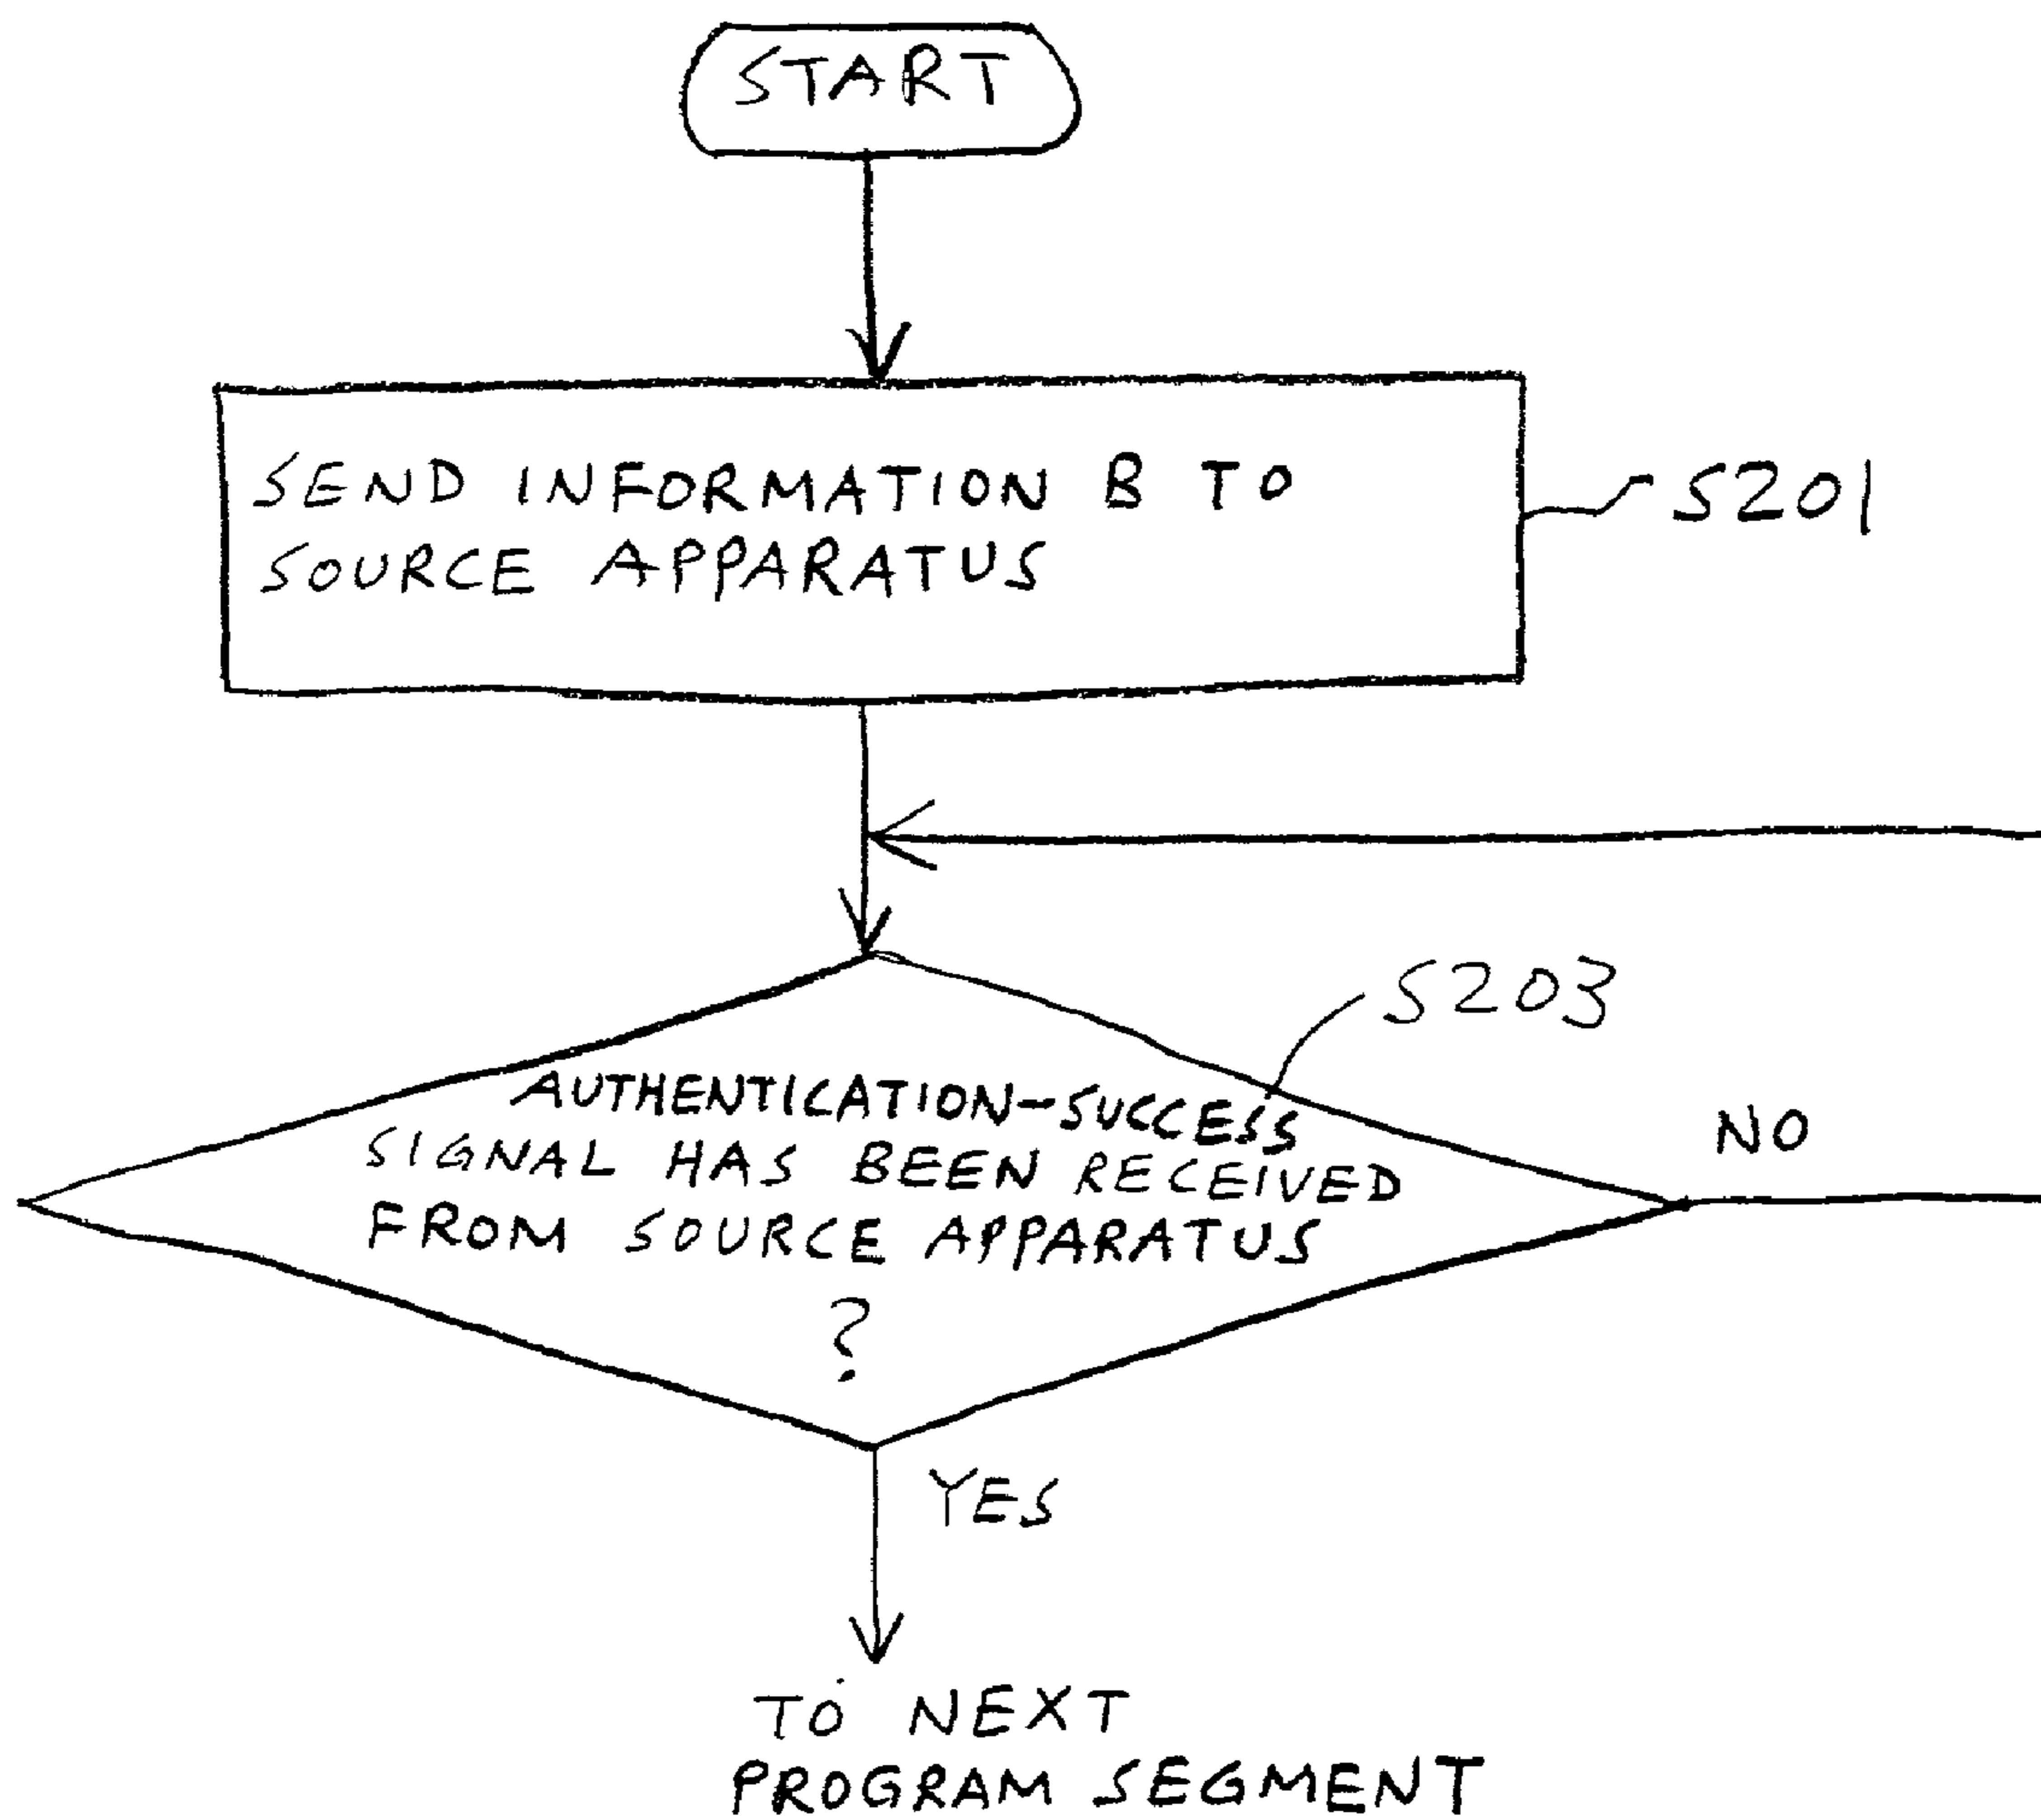 START
SEND INFORMATION B TO
SOURCE APPARATUS
S201
S203
AUTHENTICATION-SUCCESS
SIGNAL HAS BEEN RECEIVED
FROM SOURCE APPARATUS
?
NO
YES
TO NEXT
PROGRAM SEGMENT